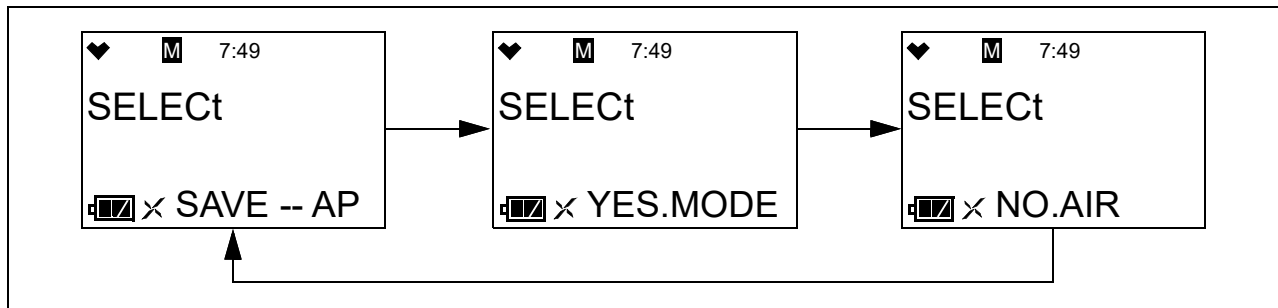 M 7:49
SELECt
SAVE -- AP
M 7:49
SELECt
YES.MODE
M 7:49
SELECt
NO.AIR